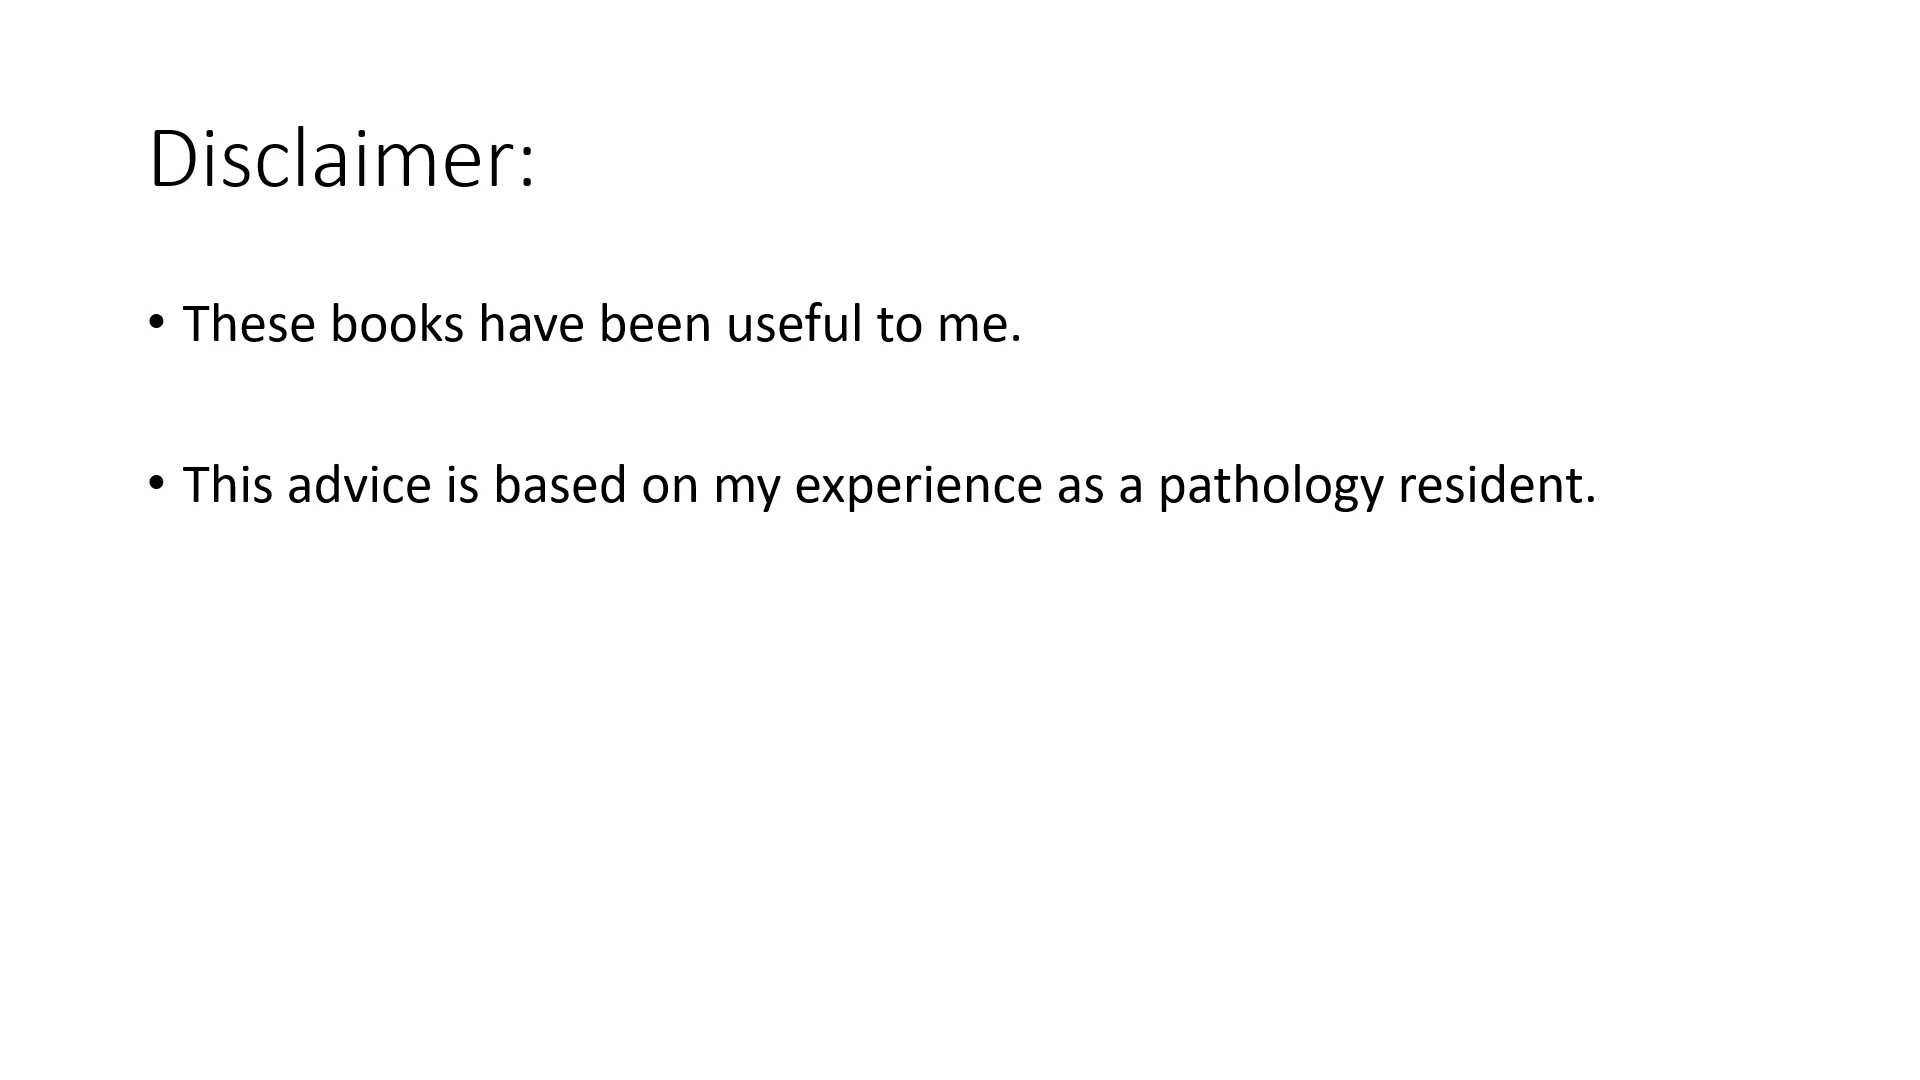 Disclaimer:
• These books have been useful to me.
• This advice is based on my experience as a pathology resident.